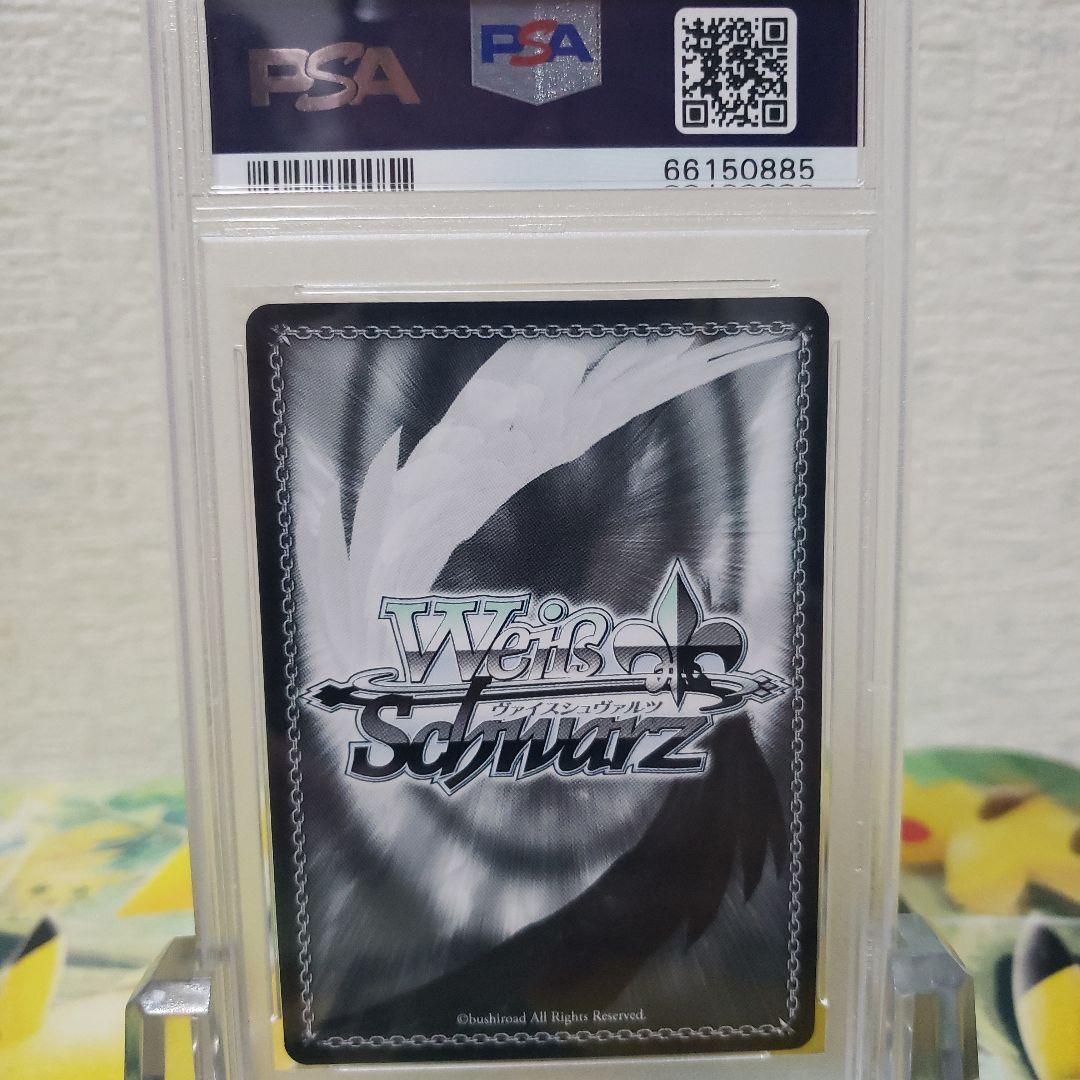 PSA
PSA
66150885
Weiß
ヴァイスシュヴァルツ
Schwarz
©bushiroad All Rights Reserved.